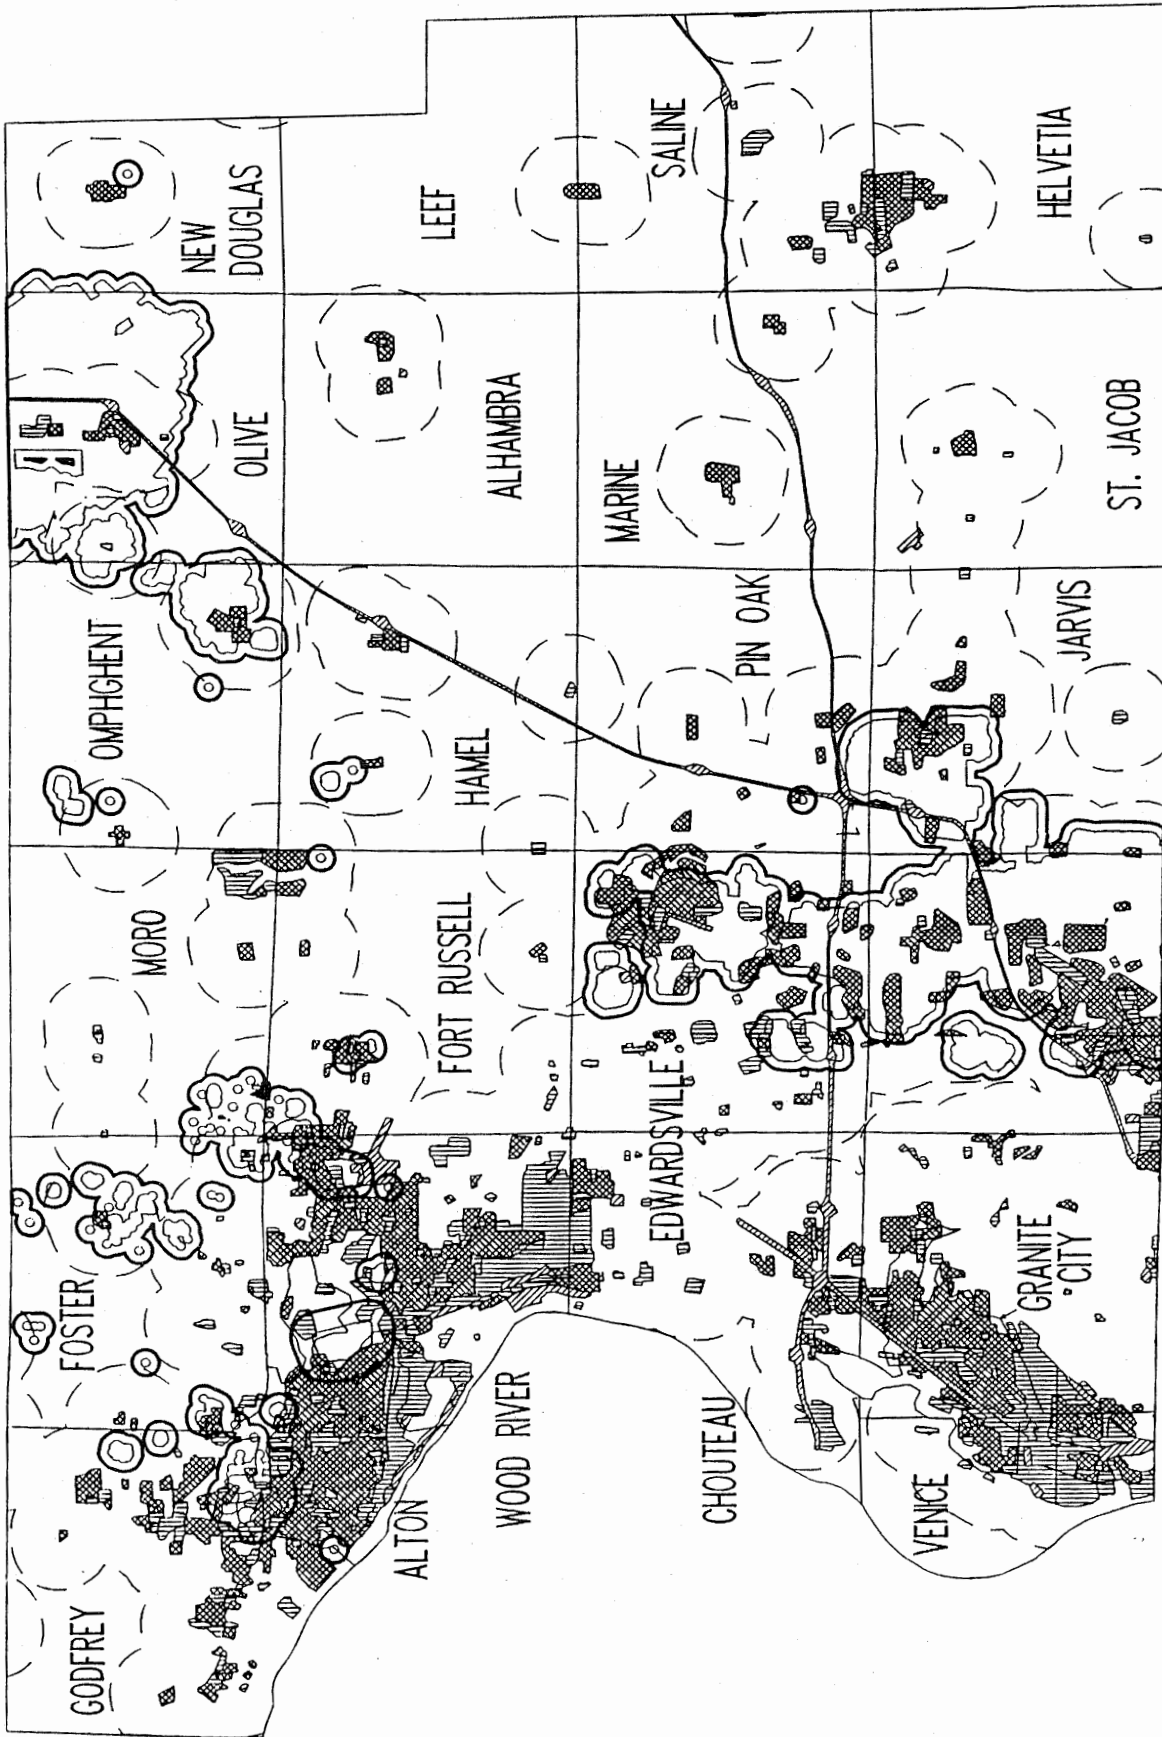 GODFREY
FOSTER
MORO
OMPHGHENT
OLIVE
NEW
DOUGLAS
ALTON
WOOD RIVER
FORT RUSSELL
HAMEL
ALHAMBRA
LEEF
CHOUTEAU
EDWARDSVILLE
PIN OAK
MARINE
SALINE
VENICE
GRANITE
CITY
JARVIS
ST. JACOB
HELVETIA